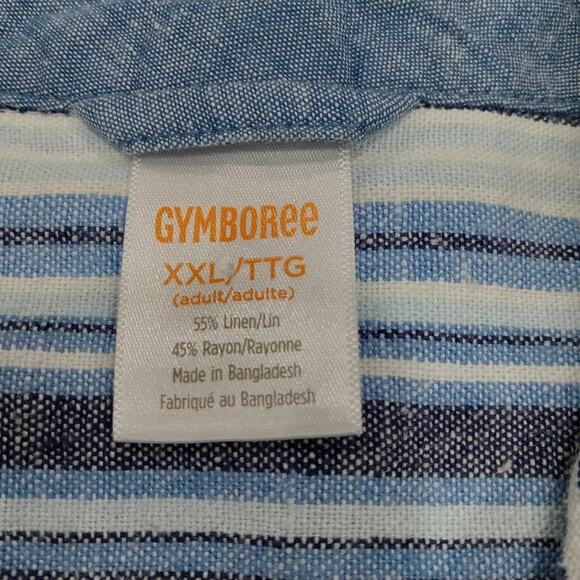 GYMBOREE
XXL/TTG
(adult/adulte)
55% Linen/Lin
45% Rayon/Rayonne
Made in Bangladesh
Fabriqué au Bangladesh